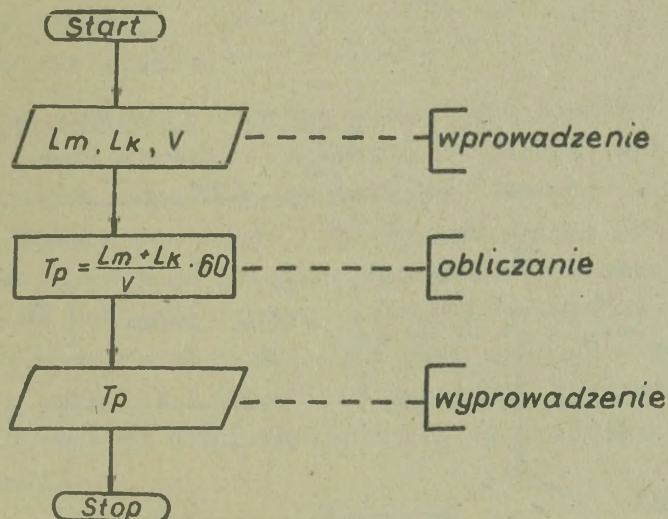 Start
Lm, Lk, V
wprowadzenie
Tp = (Lm + Lk)/V · 60
obliczanie
Tp
wyprowadzenie
Stop